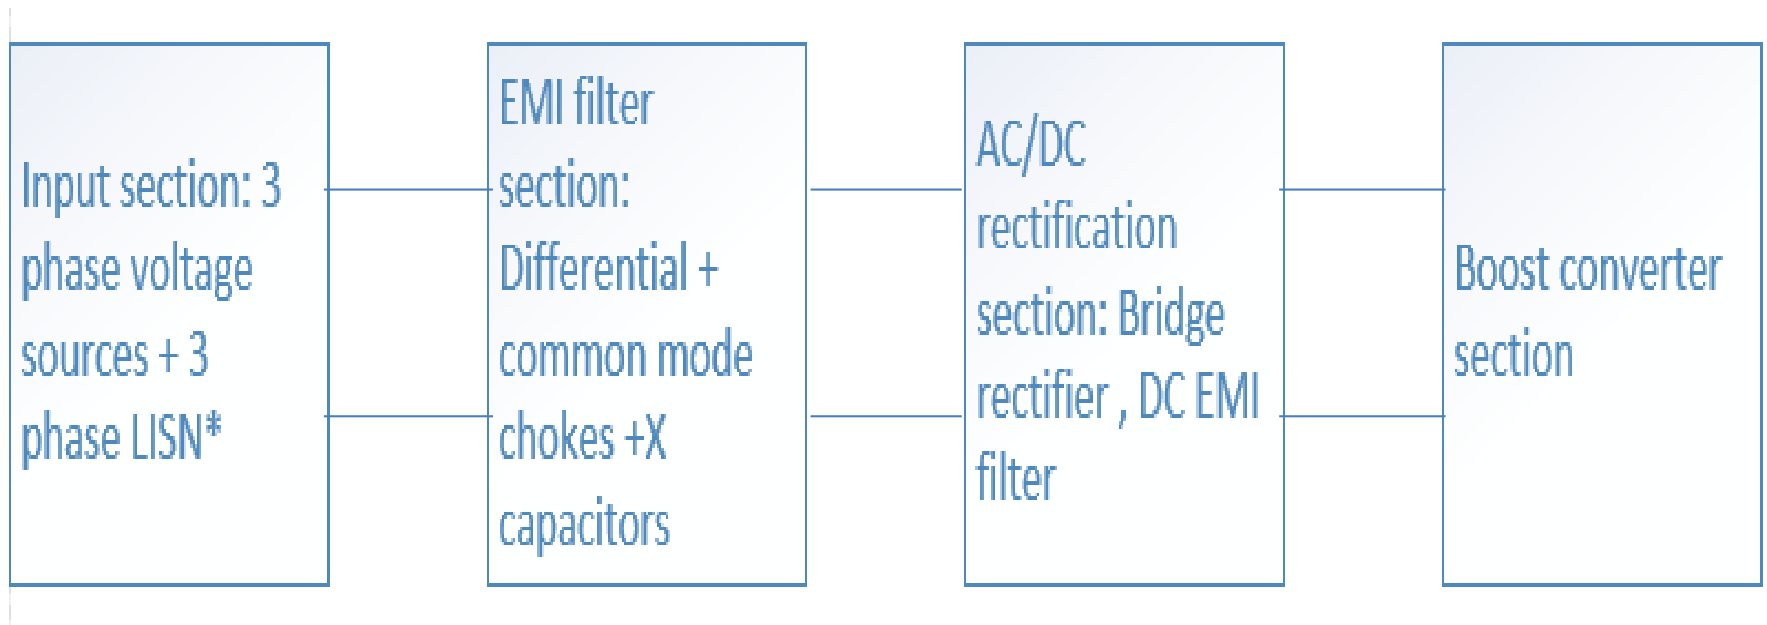 Input section: 3
phase voltage
sources + 3
phase LISN*
EMI filter
section:
Differential +
common mode
chokes +X
capacitors
AC/DC
rectification
section: Bridge
rectifier , DC EMI
filter
Boost converter
section